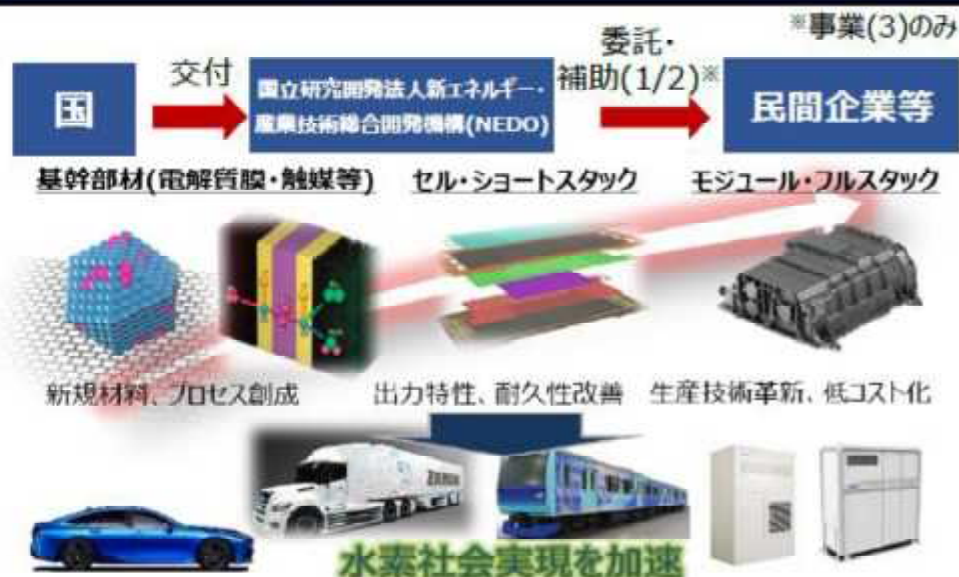 ※事業(3)のみ
国
交付
国立研究開発法人新エネルギー・
産業技術総合開発機構(NEDO)
委託・
補助(1/2)※
民間企業等
基幹部材(電解質膜・触媒等)
セル・ショートスタック
モジュール・フルスタック
新規材料、プロセス創成
出力特性、耐久性改善
生産技術革新、低コスト化
水素社会実現を加速